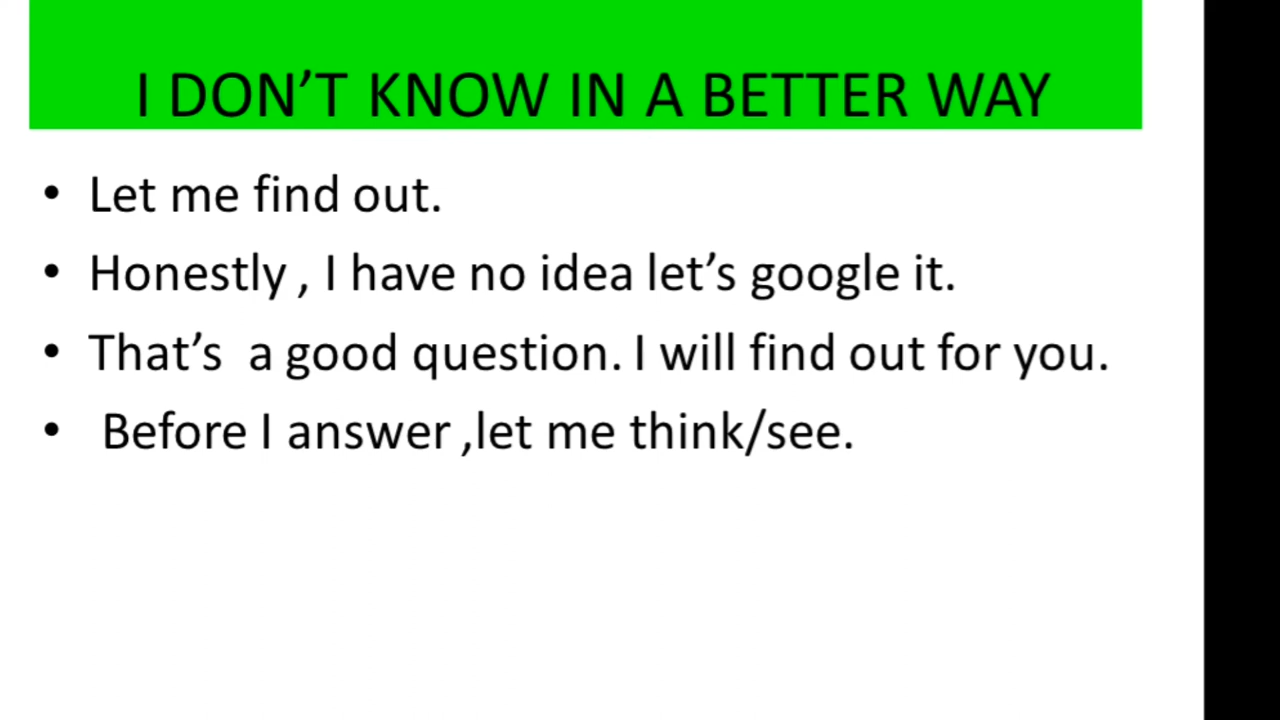 I DON’T KNOW IN A BETTER WAY
• Let me find out.
• Honestly , I have no idea let’s google it.
• That’s  a good question. I will find out for you.
•  Before I answer ,let me think/see.